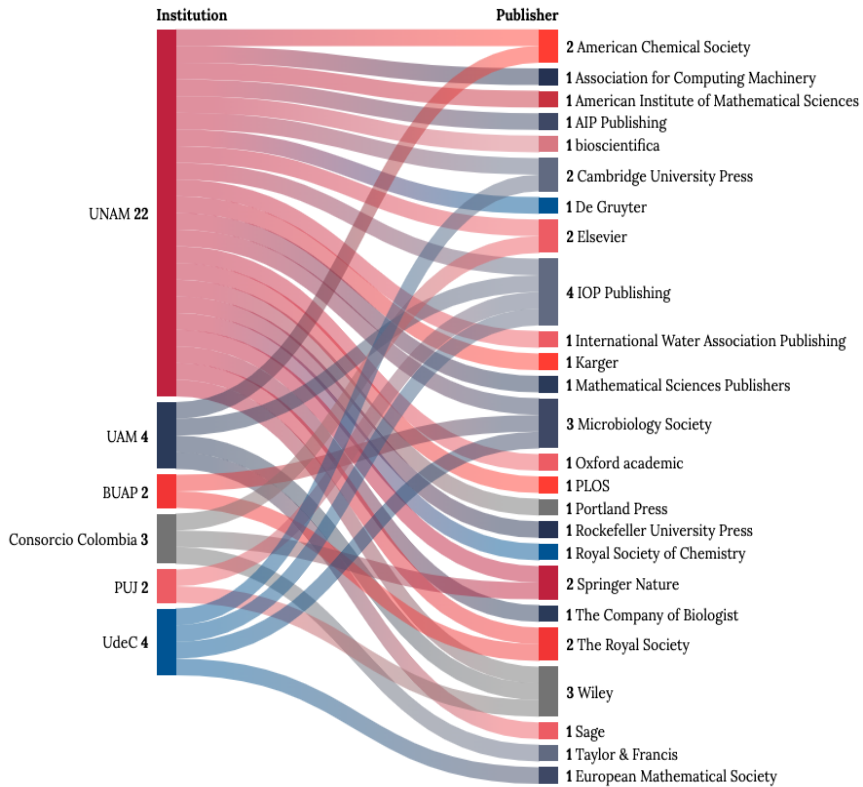 Institution
Publisher
UNAM 22
UAM 4
BUAP 2
Consorcio Colombia 3
PUJ 2
UdeC 4
2 American Chemical Society
1 Association for Computing Machinery
1 American Institute of Mathematical Sciences
1 AIP Publishing
1 bioscientifica
2 Cambridge University Press
1 De Gruyter
2 Elsevier
4 IOP Publishing
1 International Water Association Publishing
1 Karger
1 Mathematical Sciences Publishers
3 Microbiology Society
1 Oxford academic
1 PLOS
1 Portland Press
1 Rockefeller University Press
1 Royal Society of Chemistry
2 Springer Nature
1 The Company of Biologist
2 The Royal Society
3 Wiley
1 Sage
1 Taylor & Francis
1 European Mathematical Society